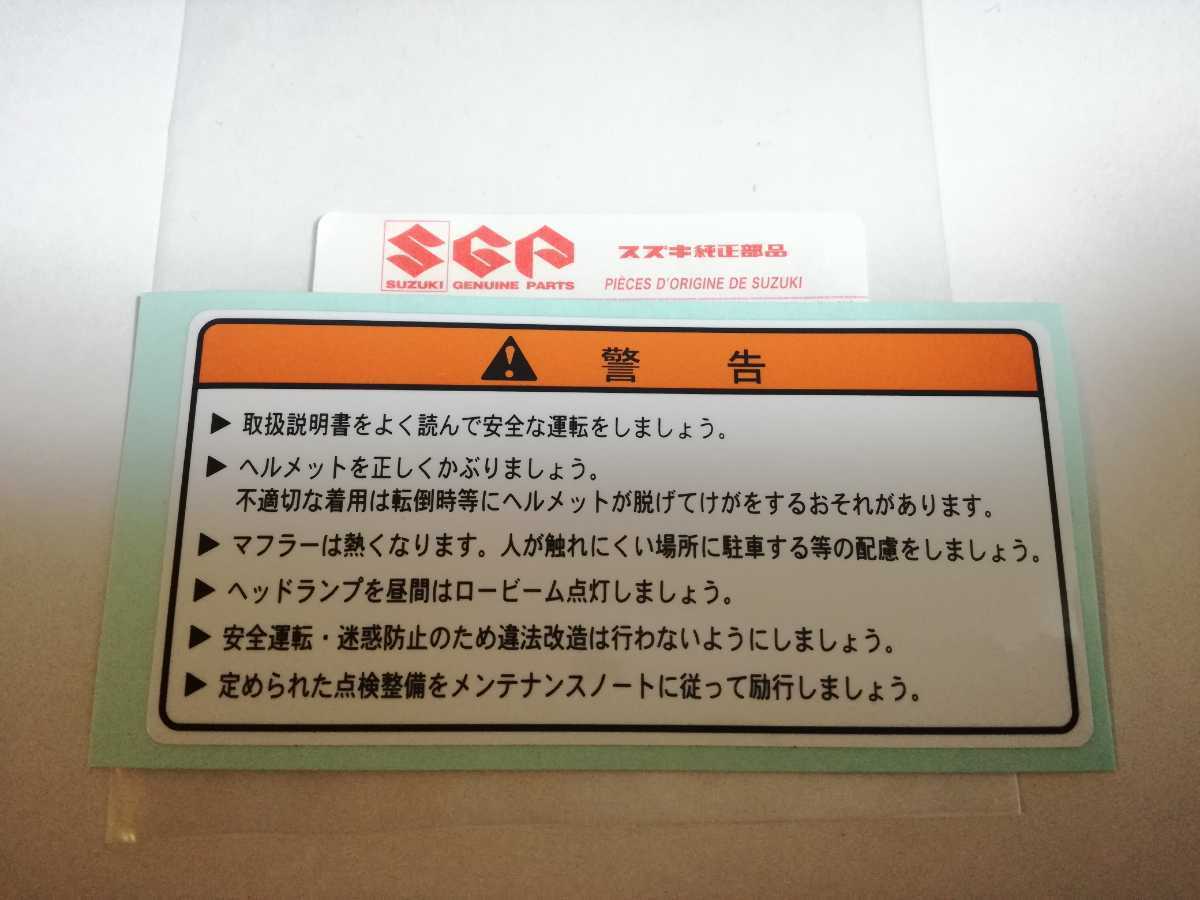 SGP スズキ純正部品
SUZUKI GENUINE PARTS PIÈCES D'ORIGINE DE SUZUKI
警告
▶ 取扱説明書をよく読んで安全な運転をしましょう。
▶ ヘルメットを正しくかぶりましょう。
不適切な着用は転倒時等にヘルメットが脱げてけがをするおそれがあります。
▶ マフラーは熱くなります。人が触れにくい場所に駐車する等の配慮をしましょう。
▶ ヘッドランプを昼間はロービーム点灯しましょう。
▶ 安全運転・迷惑防止のため違法改造は行わないようにしましょう。
▶ 定められた点検整備をメンテナンスノートに従って励行しましょう。